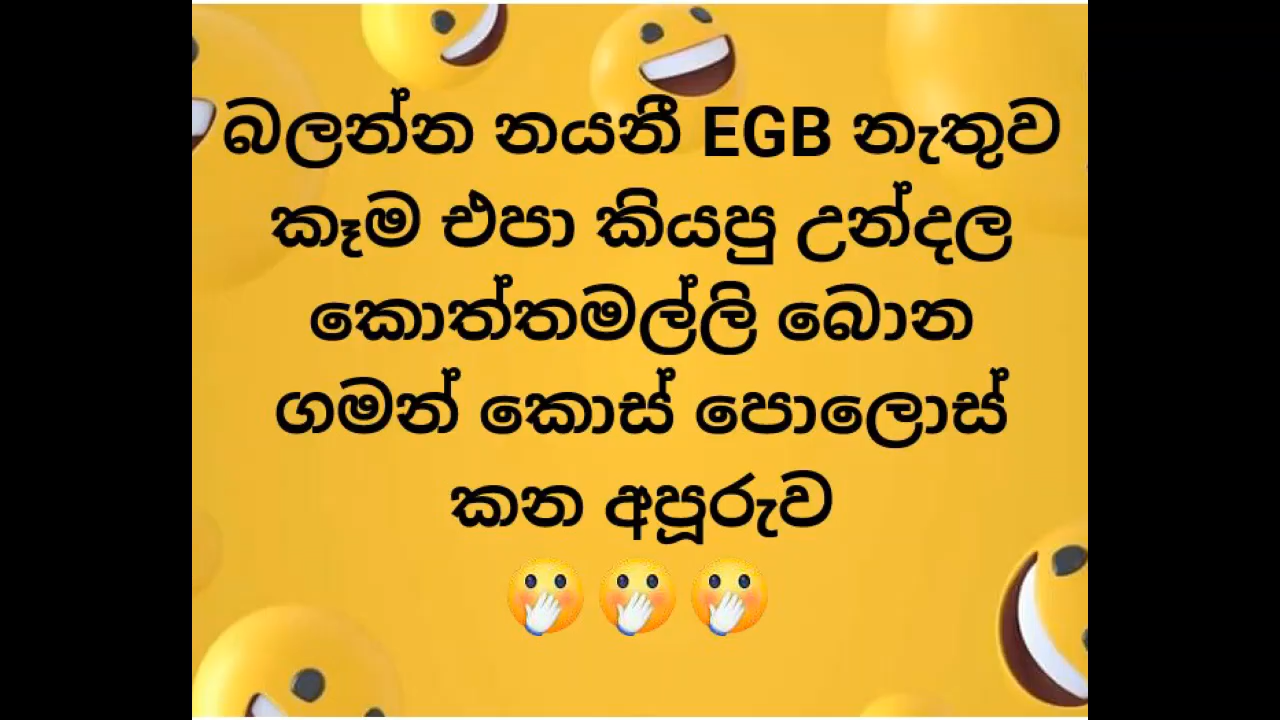 බලන්න නයනී EGB නැතුව
කෑම එපා කියපු උන්දල
කොත්තමල්ලි බොන
ගමන් කොස් පොලොස්
කන අපූරුව
🫢🫢🫢